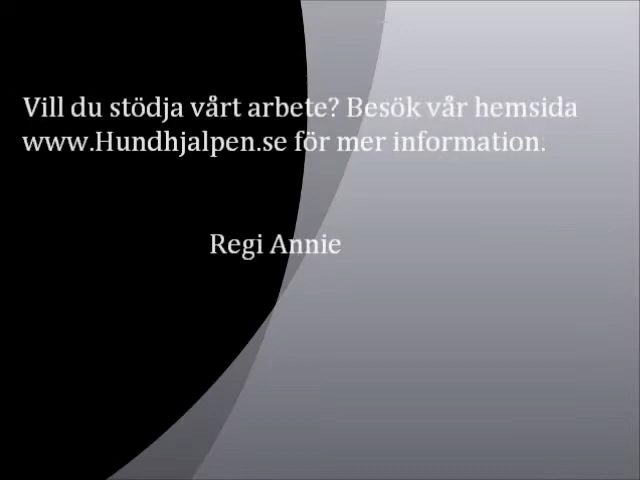 Vill du stödja vårt arbete? Besök vår hemsida
www.Hundhjalpen.se för mer information.
Regi Annie